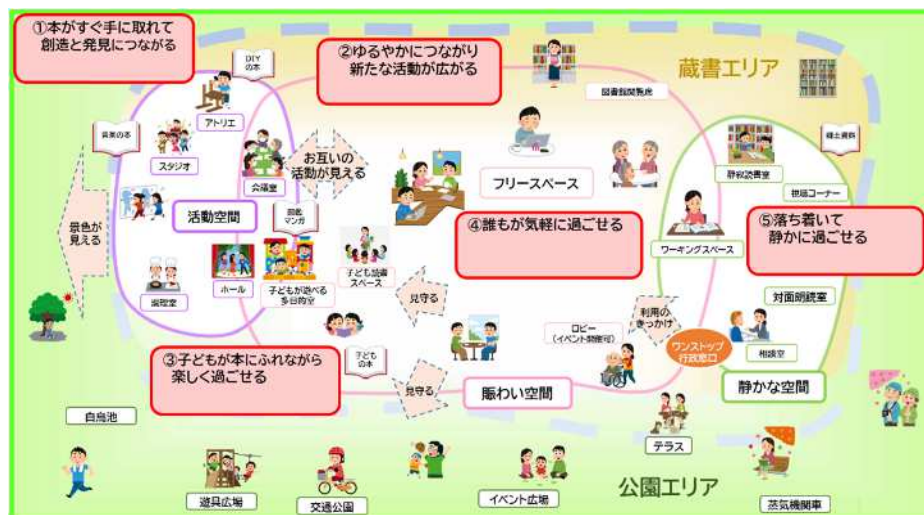 ①本がすぐ手に取れて
創造と発見につながる
②ゆるやかにつながり
新たな活動が広がる
DIY
の本
蔵書エリア
図書館閲覧席
アトリエ
音楽の本
郷土資料
スタジオ
会議室
お互いの
活動が見える
静寂読書室
フリースペース
視聴コーナー
活動空間
図鑑
マンガ
④誰もが気軽に過ごせる
⑤落ち着いて
静かに過ごせる
景色が
見える
ワーキングスペース
子ども読書
スペース
調理室
ホール
子どもが遊べる
多目的室
見守る
利用の
きっかけ
対面朗読室
ロビー
(イベント開催可)
ワンストップ
行政窓口
相談室
③子どもが本にふれながら
楽しく過ごせる
子ども
の本
見守る
賑わい空間
静かな空間
白鳥池
テラス
公園エリア
遊具広場
交通公園
イベント広場
蒸気機関車